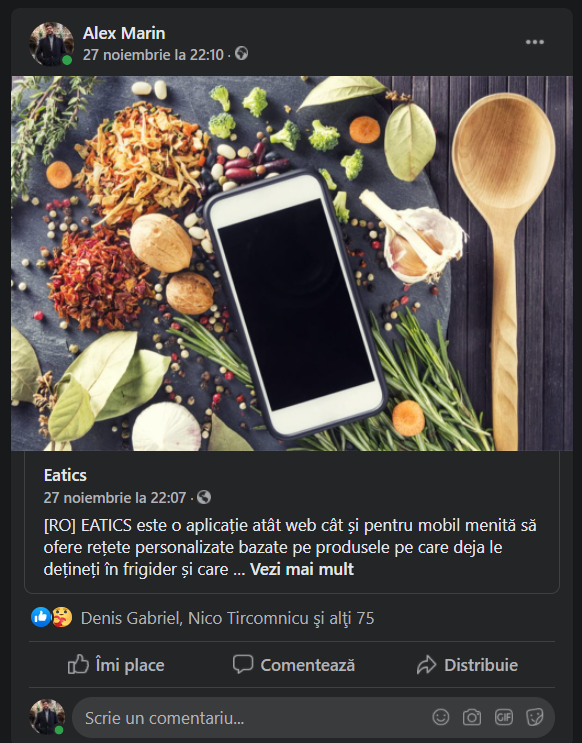 Alex Marin
27 noiembrie la 22:10 ·
Eatics
27 noiembrie la 22:07 ·
[RO] EATICS este o aplicație atât web cât și pentru mobil menită să
ofere rețete personalizate bazate pe produsele pe care deja le
dețineți în frigider și care ... Vezi mai mult
Denis Gabriel, Nico Tircomnicu şi alţi 75
Îmi place
Comentează
Distribuie
Scrie un comentariu...
GIF